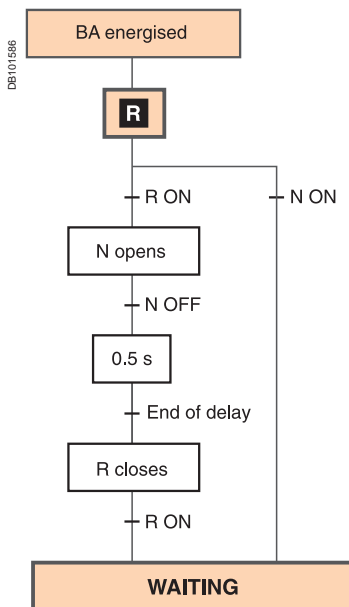 BA energised
DB101586
R
R ON
N ON
N opens
N OFF
0.5 s
End of delay
R closes
R ON
WAITING